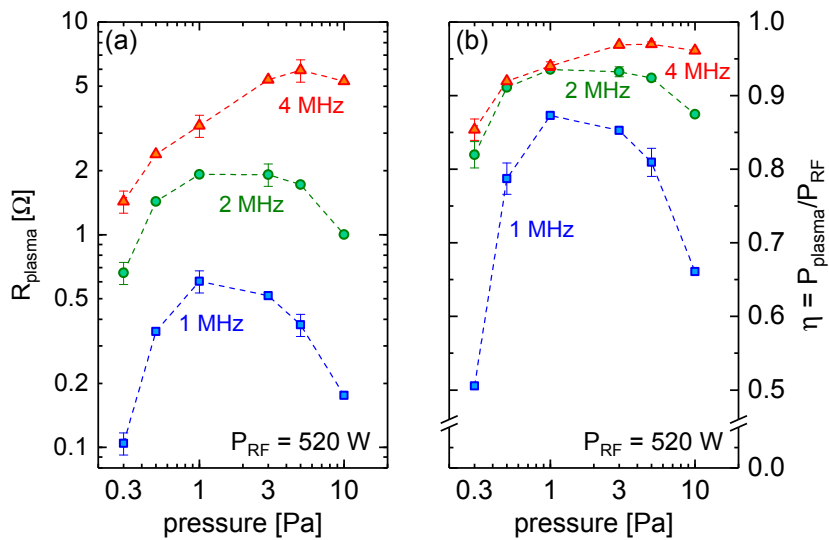 (a)
10
5
2
1
0.5
0.2
0.1
R_plasma [Ω]
4 MHz
2 MHz
1 MHz
P_RF = 520 W
0.3
1
3
10
pressure [Pa]
(b)
4 MHz
2 MHz
1 MHz
P_RF = 520 W
0.3
1
3
10
pressure [Pa]
1.0
0.9
0.8
0.7
0.6
0.5
0.0
η = P_plasma/P_RF